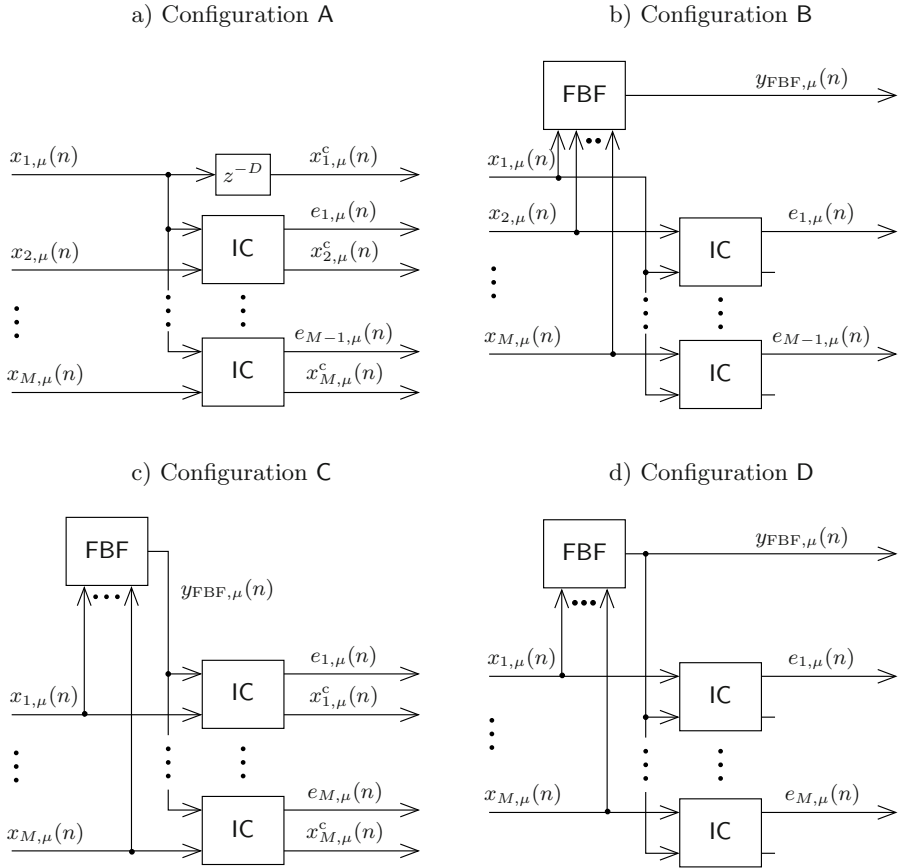 a) Configuration A
x_{1,μ}(n)
z^{-D}
x^c_{1,μ}(n)
e_{1,μ}(n)
x_{2,μ}(n)
IC
x^c_{2,μ}(n)
e_{M−1,μ}(n)
x_{M,μ}(n)
IC
x^c_{M,μ}(n)
b) Configuration B
FBF
y_{FBF,μ}(n)
x_{1,μ}(n)
x_{2,μ}(n)
IC
e_{1,μ}(n)
x_{M,μ}(n)
IC
e_{M−1,μ}(n)
c) Configuration C
FBF
y_{FBF,μ}(n)
e_{1,μ}(n)
x_{1,μ}(n)
IC
x^c_{1,μ}(n)
e_{M,μ}(n)
x_{M,μ}(n)
IC
x^c_{M,μ}(n)
d) Configuration D
FBF
y_{FBF,μ}(n)
x_{1,μ}(n)
IC
e_{1,μ}(n)
x_{M,μ}(n)
IC
e_{M,μ}(n)